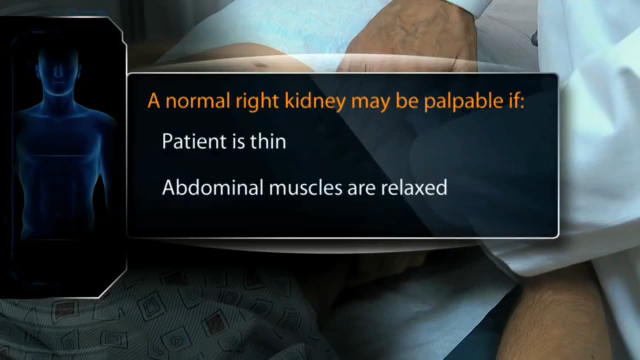 A normal right kidney may be palpable if:
Patient is thin
Abdominal muscles are relaxed